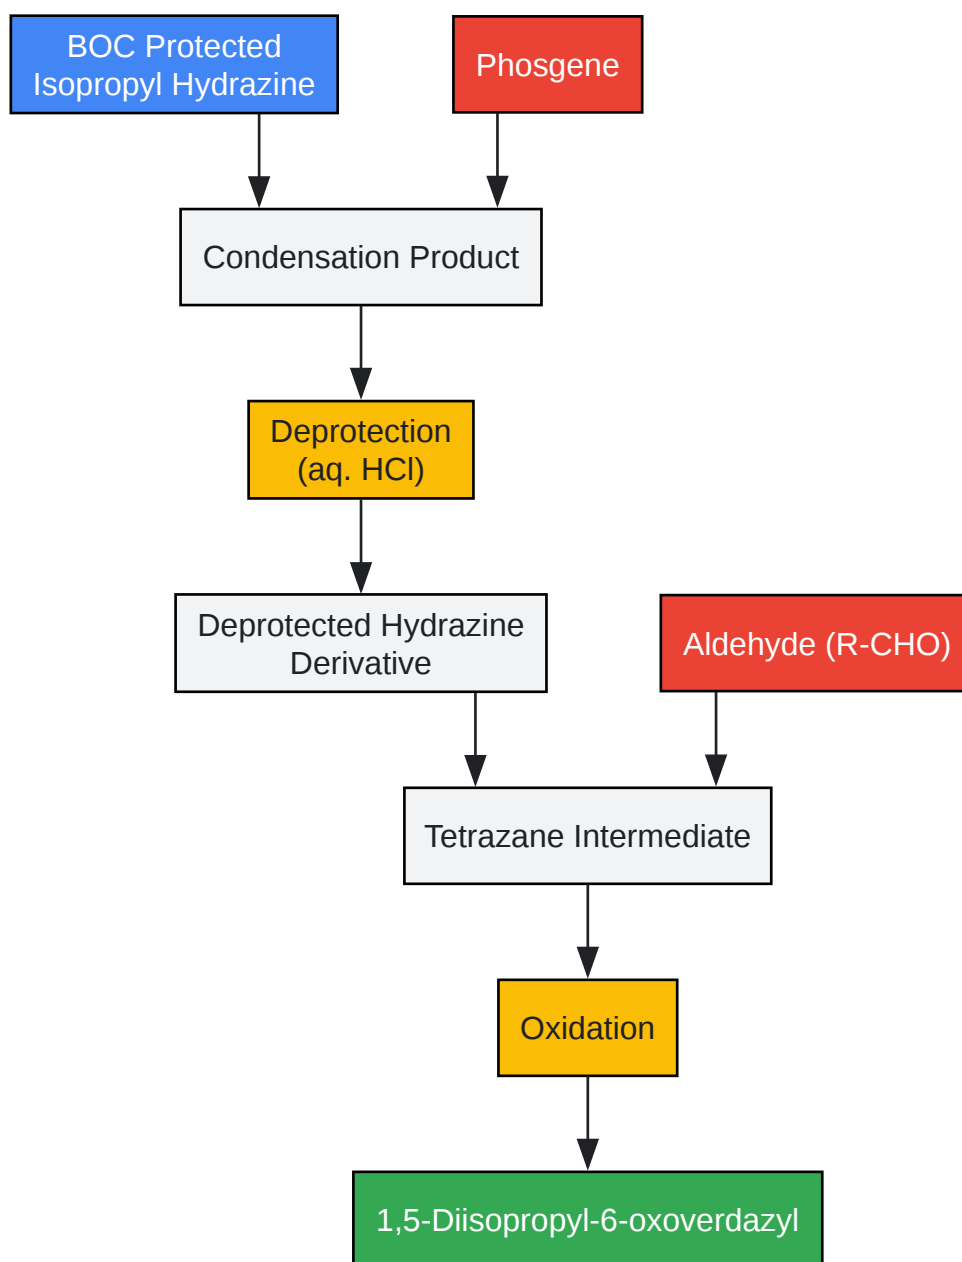 BOC Protected
Isopropyl Hydrazine
Phosgene
Condensation Product
Deprotection
(aq. HCl)
Deprotected Hydrazine
Derivative
Aldehyde (R-CHO)
Tetrazane Intermediate
Oxidation
1,5-Diisopropyl-6-oxoverdazyl